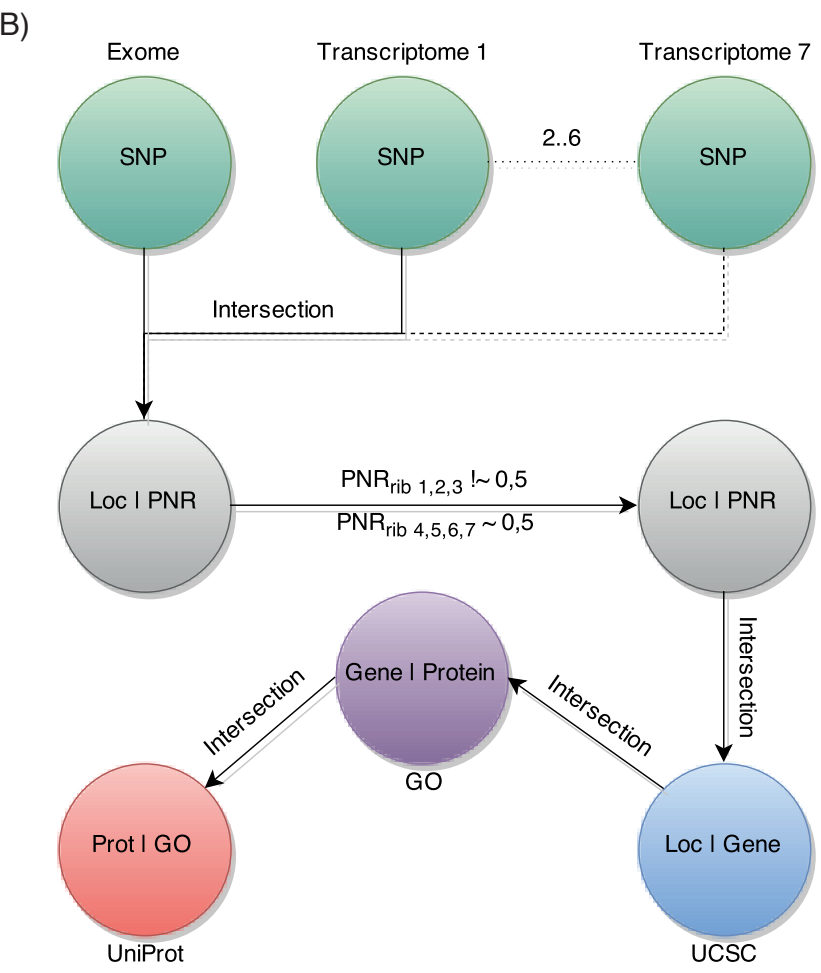 B)
Exome
Transcriptome 1
Transcriptome 7
SNP
SNP
2..6
SNP
Intersection
Loc | PNR
PNRrib 1,2,3 !~ 0,5
PNRrib 4,5,6,7 ~ 0,5
Loc | PNR
Intersection
Gene | Protein
GO
Intersection
Intersection
Prot | GO
UniProt
Loc | Gene
UCSC